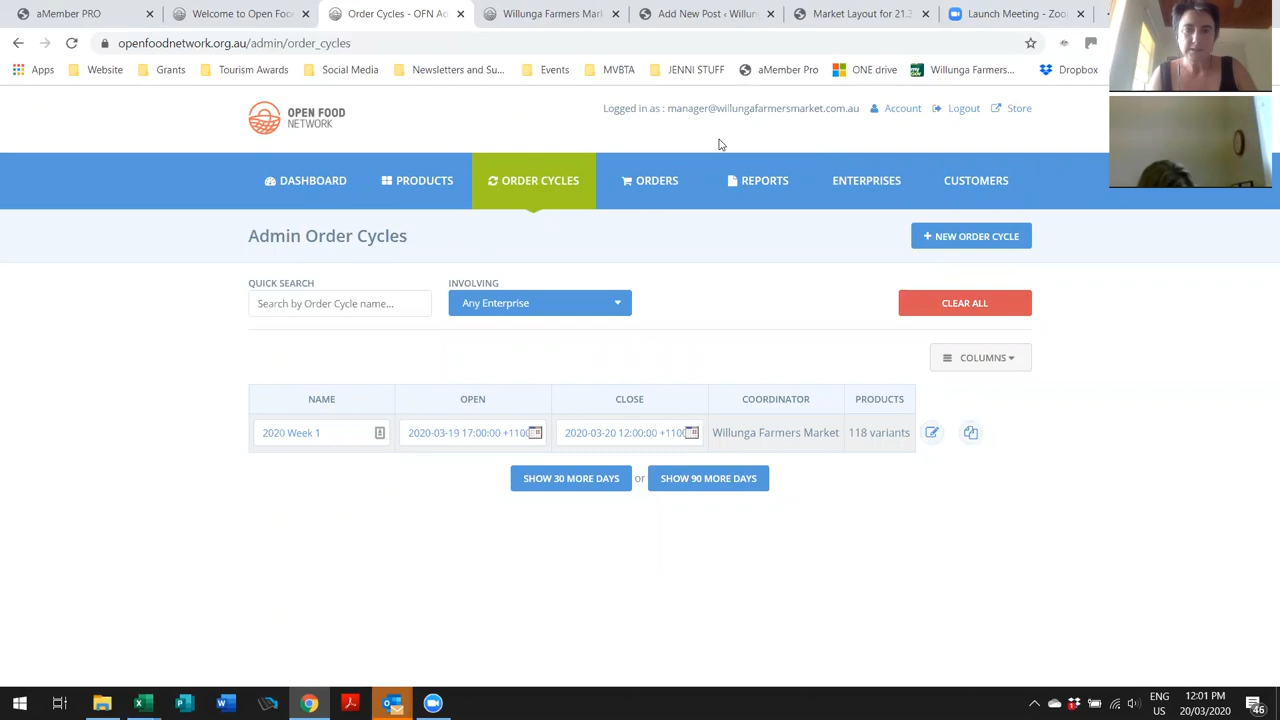 aMember PRO
Welcome to Open Food
Order Cycles - OFN Ad
Willunga Farmers Market
Add New Post ‹ Willun
Market Layout for 21.3
Launch Meeting - Zoo
openfoodnetwork.org.au/admin/order_cycles
Apps
Website
Grants
Tourism Awards
Social Media
Newsletters and Su...
Events
MVBTA
JENNI STUFF
aMember Pro
ONE drive
Willunga Farmers...
Dropbox
OPEN FOOD
NETWORK
Logged in as : manager@willungafarmersmarket.com.au
Account
Logout
Store
DASHBOARD
PRODUCTS
ORDER CYCLES
ORDERS
REPORTS
ENTERPRISES
CUSTOMERS
Admin Order Cycles
+ NEW ORDER CYCLE
QUICK SEARCH
INVOLVING
Search by Order Cycle name...
Any Enterprise
CLEAR ALL
COLUMNS
NAME
OPEN
CLOSE
COORDINATOR
PRODUCTS
2020 Week 1
2020-03-19 17:00:00 +1100
2020-03-20 12:00:00 +1100
Willunga Farmers Market
118 variants
SHOW 30 MORE DAYS
or
SHOW 90 MORE DAYS
ENG
US
12:01 PM
20/03/2020
46